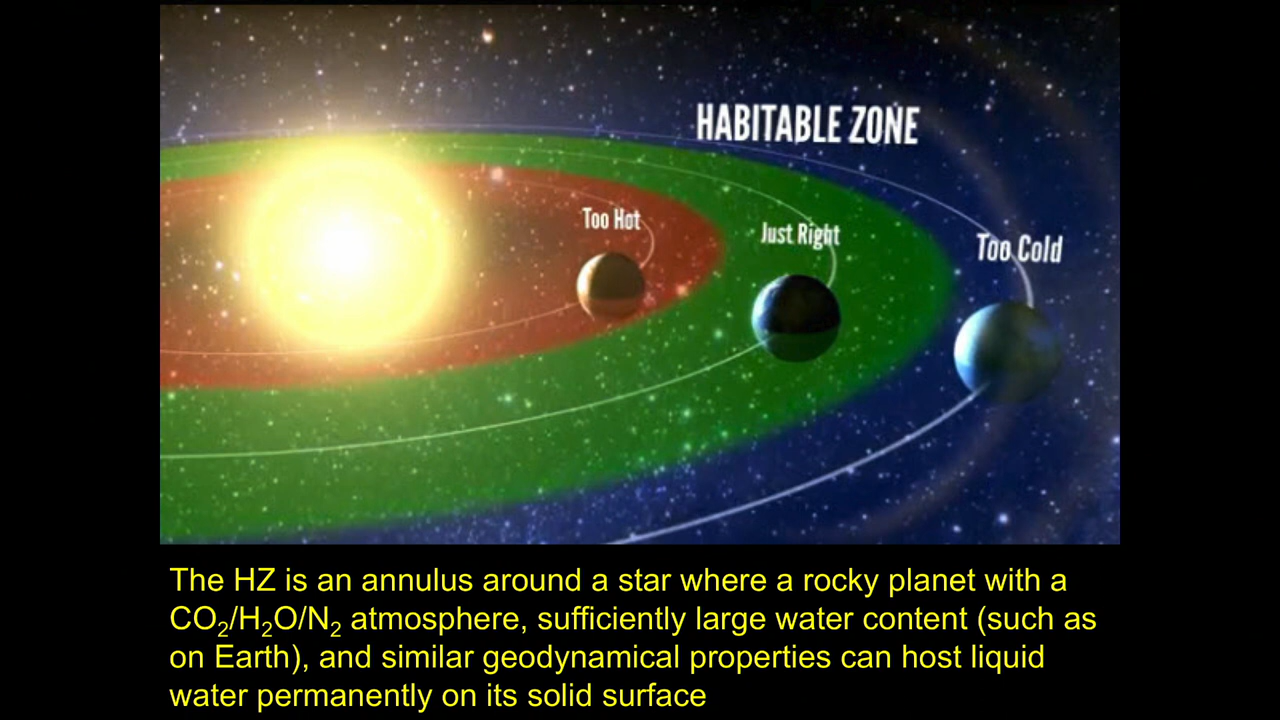 HABITABLE ZONE
Too Hot
Just Right
Too Cold
The HZ is an annulus around a star where a rocky planet with a
CO₂/H₂O/N₂ atmosphere, sufficiently large water content (such as
on Earth), and similar geodynamical properties can host liquid
water permanently on its solid surface